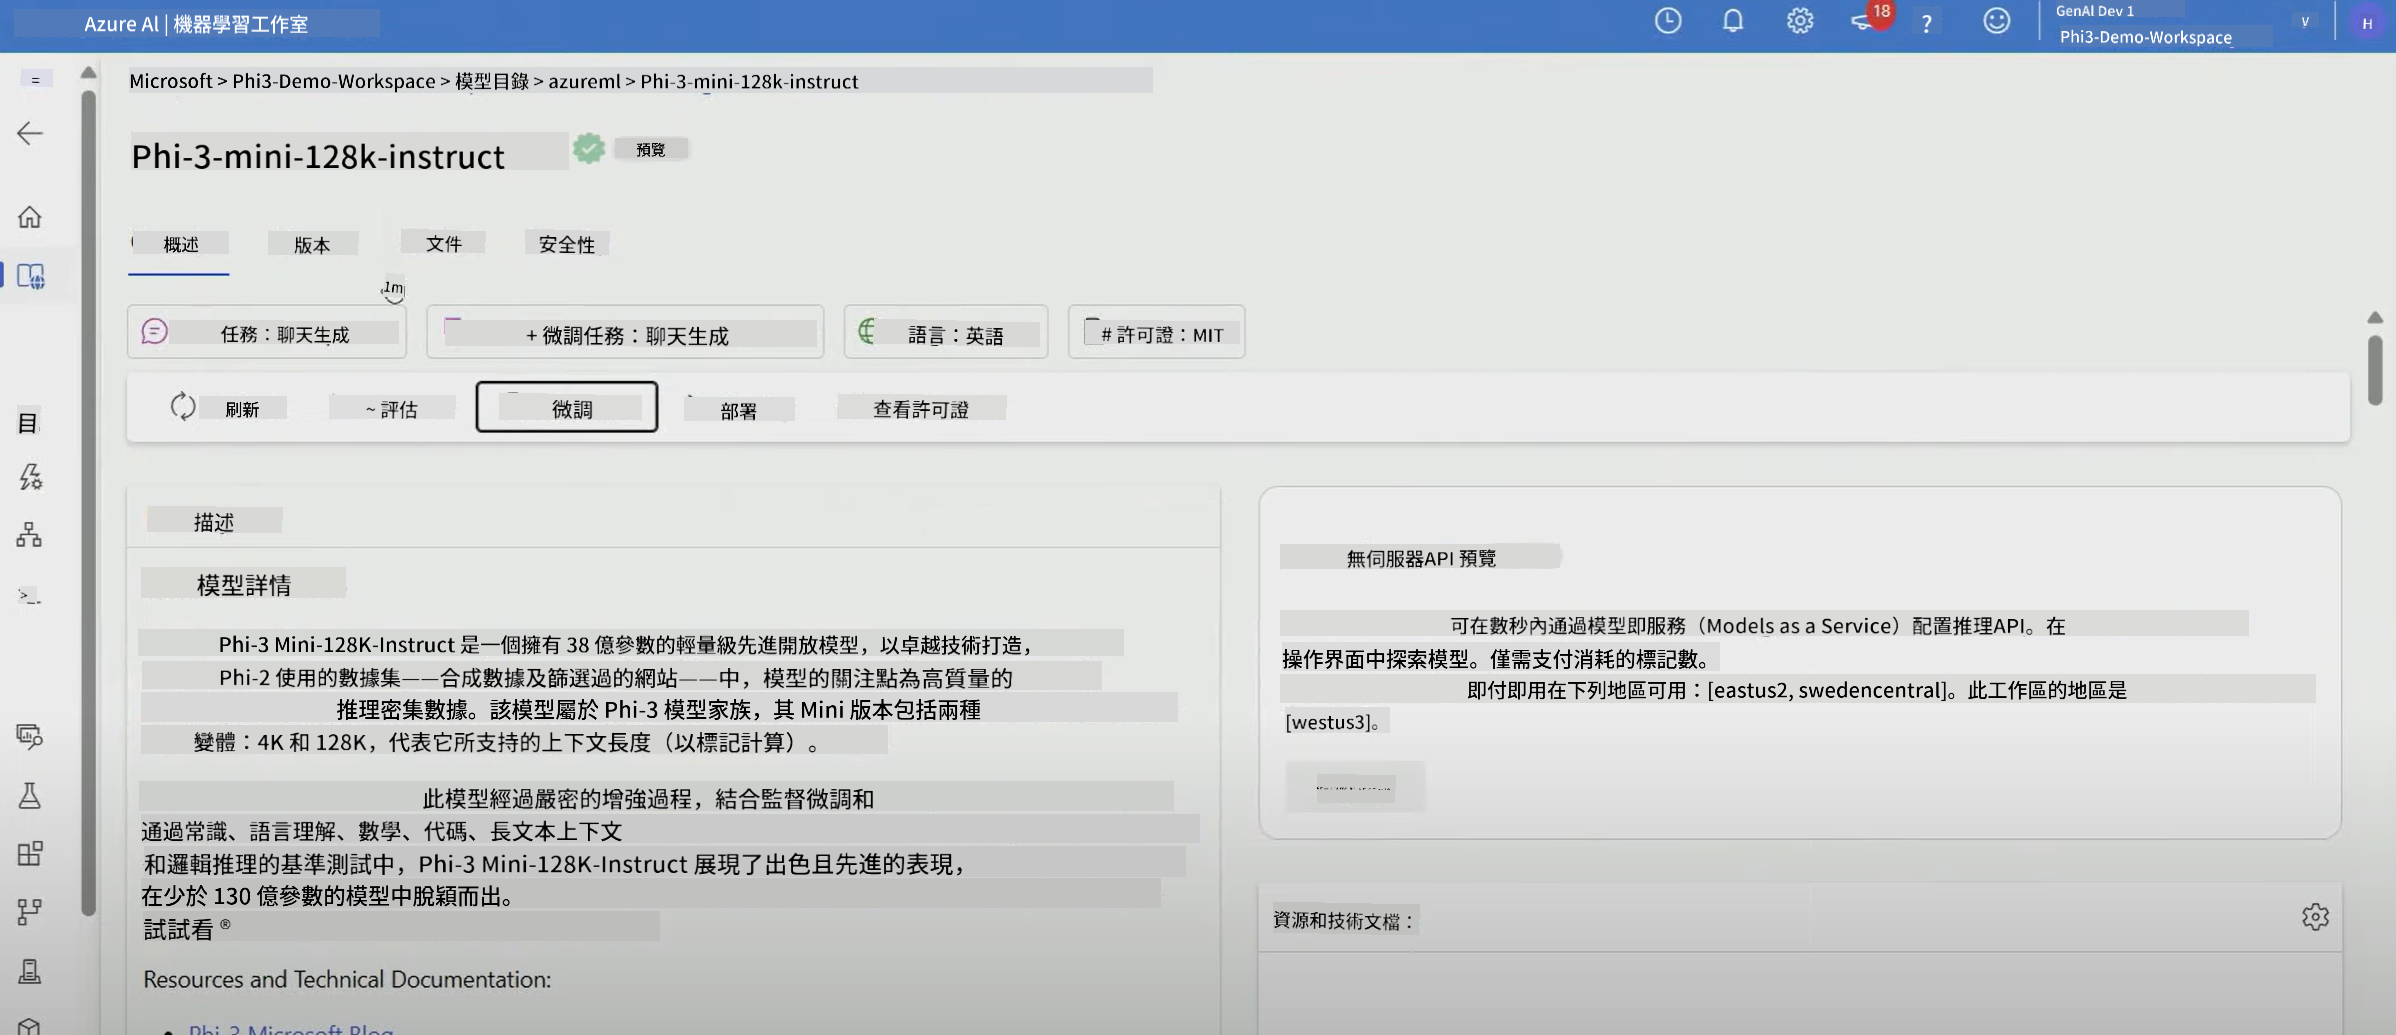 Azure AI | 機器學習工作室
18
?
GenAI Dev 1
Phi3-Demo-Workspace
v
H
Microsoft > Phi3-Demo-Workspace > 模型目錄 > azureml > Phi-3-mini-128k-instruct
Phi-3-mini-128k-instruct
預覽
概述 版本 文件 安全性
1m
任務：聊天生成 + 微調任務：聊天生成 語言：英語 # 許可證：MIT
刷新 ~ 評估 微調 部署 查看許可證
目
描述
模型詳情
Phi-3 Mini-128K-Instruct 是一個擁有 38 億參數的輕量級先進開放模型，以卓越技術打造，
Phi-2 使用的數據集——合成數據及篩選過的網站——中，模型的關注點為高質量的
推理密集數據。該模型屬於 Phi-3 模型家族，其 Mini 版本包括兩種
變體：4K 和 128K，代表它所支持的上下文長度（以標記計算）。
此模型經過嚴密的增強過程，結合監督微調和
通過常識、語言理解、數學、代碼、長文本上下文
和邏輯推理的基準測試中，Phi-3 Mini-128K-Instruct 展現了出色且先進的表現，
在少於 130 億參數的模型中脫穎而出。
試試看 ®
Resources and Technical Documentation:
Phi-3 Microsoft Blog
無伺服器API 預覽
可在數秒內通過模型即服務（Models as a Service）配置推理API。在
操作界面中探索模型。僅需支付消耗的標記數。
即付即用在下列地區可用：[eastus2, swedencentral]。此工作區的地區是
[westus3]。
資源和技術文檔：